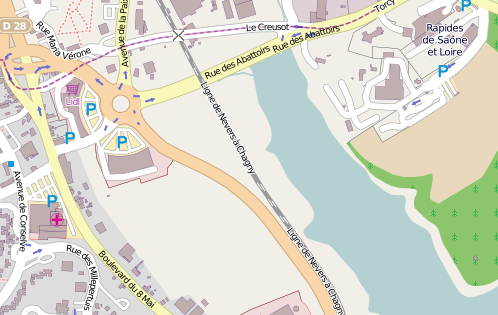 D 28
Rue Maria Vérone
Avenue de la Paix
Le Creusot
Torcy
Rapides
de Saône
et Loire
Rue des Abattoirs
Rue des Abattoirs
P
P
Lidl
P
P
P
P
Ligne de Nevers à Chagny
Avenue de Conselve
Rue des Millepertuis
Boulevard du 8 Mai
Ligne de Nevers à Chagny